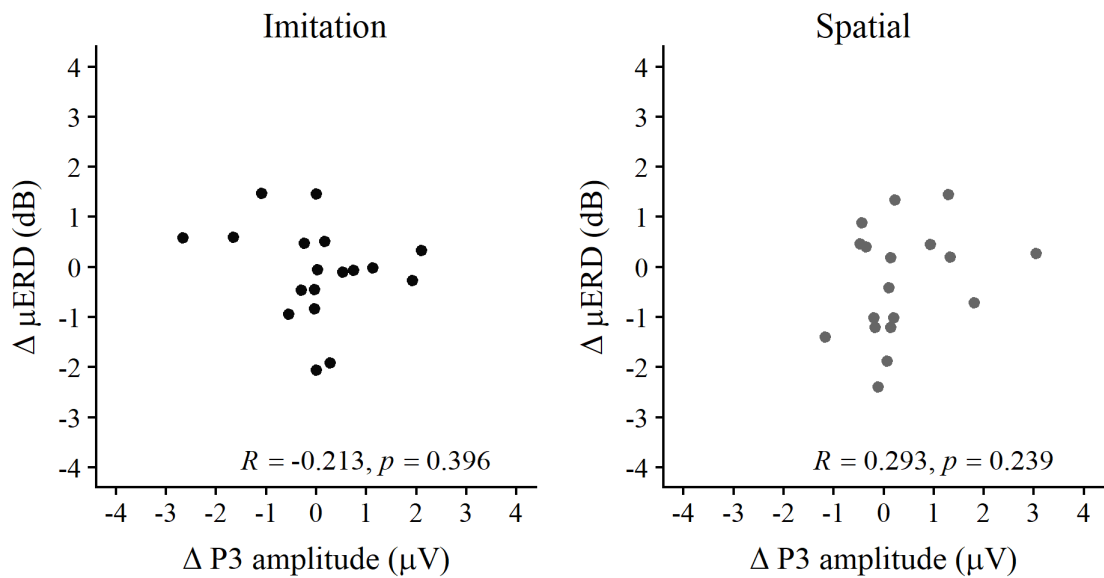 Imitation
4
3
2
1
0
-1
-2
-3
-4
Δ μERD (dB)
R = -0.213, p = 0.396
-4 -3 -2 -1 0 1 2 3 4
Δ P3 amplitude (μV)
Spatial
4
3
2
1
0
-1
-2
-3
-4
Δ μERD (dB)
R = 0.293, p = 0.239
-4 -3 -2 -1 0 1 2 3 4
Δ P3 amplitude (μV)